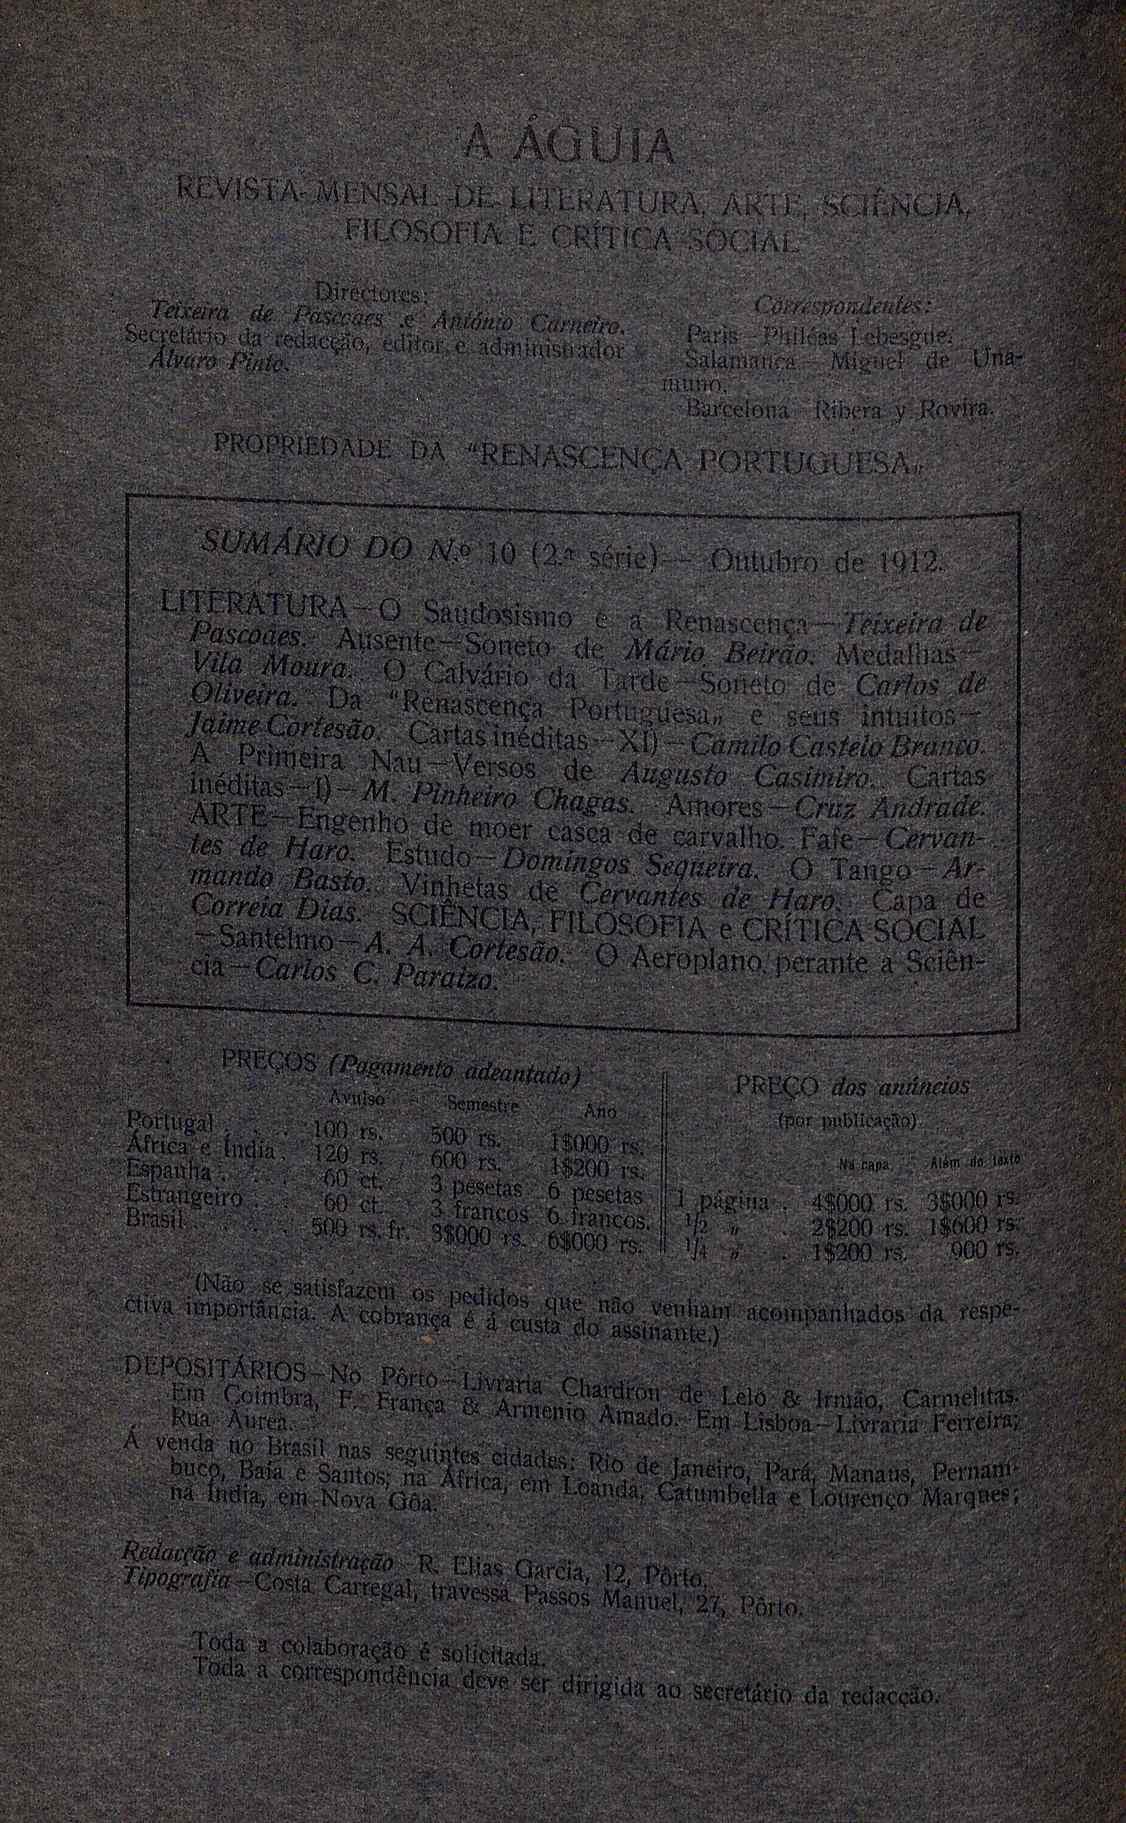 A ÁGUIA
REVISTA MENSAL DE LITERATURA, ARTE, SCIÊNCIA,
FILOSOFIA E CRÍTICA SOCIAL
Directores:
Teixeira de Pascoaes e António Carneiro.
Secretário da redacção, editor e administrador
Álvaro Pinto.
Correspondentes:
Paris—Philéas Lebesgue.
Salamanca—Miguel de Una-
muno.
Barcelona—Ribera y Rovira.
PROPRIEDADE DA “RENASCENÇA PORTUGUESA„
SUMÁRIO DO N.º 10 (2.ª série)—Outubro de 1912.
LITERATURA—O Saudosismo e a Renascença—Teixeira de
Pascoaes. Ausente—Soneto de Mário Beirão. Medalhas—
Vila Moura. O Calvário da Tarde—Soneto de Carlos de
Oliveira. Da “Renascença Portuguesa„ e seus intuitos—
Jaime Cortesão. Cartas inéditas—XI)—Camilo Castelo Branco.
A Primeira Nau—Versos de Augusto Casimiro. Cartas
inéditas—I)—M. Pinheiro Chagas. Amores—Cruz Andrade.
ARTE—Engenho de moer casca de carvalho. Fafe—Cervan-
tes de Haro. Estudo—Domingos Sequeira. O Tango—Ar-
mando Basto. Vinhetas de Cervantes de Haro. Capa de
Correia Dias. SCIÊNCIA, FILOSOFIA e CRÍTICA SOCIAL
—Santelmo—A. A. Cortesão. O Aeroplano perante a Sciên-
cia—Carlos C. Paraizo.
PREÇOS (Pagamento adeantado)
Avulso Semestre Ano
Portugal . . . . 100 rs. 500 rs. 1$000 rs.
África e Índia . 120 rs. 600 rs. 1$200 rs.
Espanha . . . . 60 ct. 3 pesetas 6 pesetas
Estrangeiro . . 60 ct. 3 francos 6 francos.
Brasil . . . . . 500 rs. fr. 3$000 rs. 6$000 rs.
PREÇO dos anúncios
(por publicação)
Na capa. Além do texto
1 página . 4$000 rs. 3$000 rs.
1/2 „ . 2$200 rs. 1$600 rs.
1/4 „ . 1$200 rs. 900 rs.
(Não se satisfazem os pedidos que não venham acompanhados da respe-
ctiva importância. A cobrança é á custa do assinante.)
DEPOSITÁRIOS—No Pôrto—Livraria Chardron de Lelo & Irmão, Carmelitas.
Em Coimbra, F. França & Armenio Amado. Em Lisboa—Livraria Ferreira,
Rua Áurea.
Á venda no Brasil nas seguintes cidades: Rio de Janeiro, Pará, Manaus, Pernam-
buco, Baía e Santos; na África, em Loanda, Catumbella e Lourenço Marques;
na Índia, em Nova Gôa.
Redacção e administração—R. Elias Garcia, 12, Pôrto.
Tipografia—Costa Carregal, travessa Passos Manuel, 27, Pôrto.
Toda a colaboração é solicitada.
Toda a correspondência deve ser dirigida ao secretário da redacção.